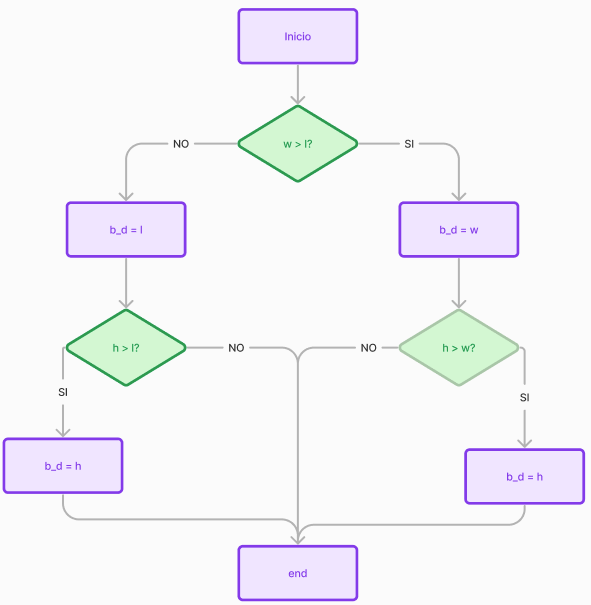 Inicio
w > l?
NO
SI
b_d = l
b_d = w
h > l?
NO
NO
h > w?
SI
SI
b_d = h
b_d = h
end